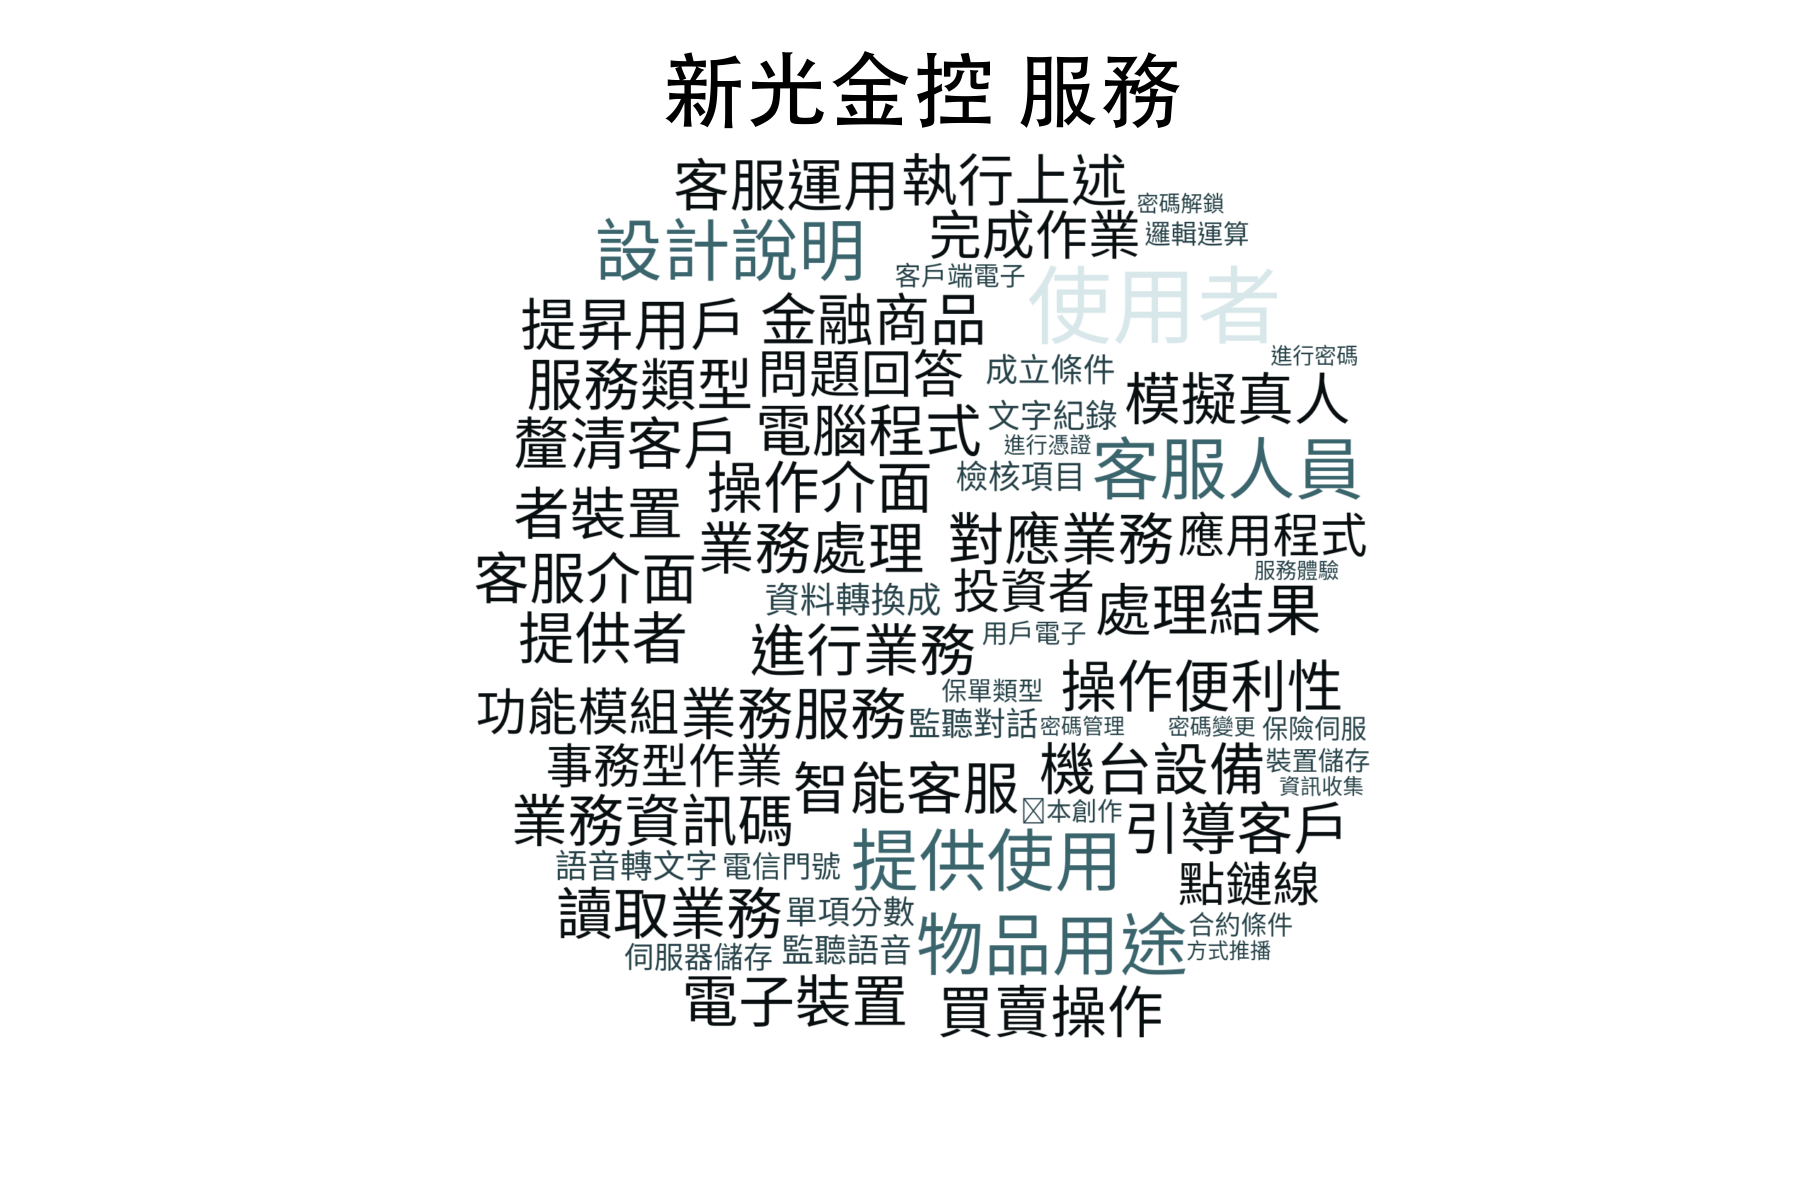 新光金控 服務
客服運用 執行上述
密碼解鎖
設計說明 完成作業 邏輯運算
客戶端電子 使用者
提昇用戶 金融商品
進行密碼
服務類型 問題回答 成立條件 模擬真人
釐清客戶 電腦程式 文字紀錄
進行憑證 客服人員
操作介面 檢核項目
者裝置 業務處理 對應業務 應用程式
客服介面 服務體驗
資料轉換成 投資者 處理結果
提供者 進行業務 用戶電子
保單類型 操作便利性
功能模組 業務服務 監聽對話 密碼管理 密碼變更 保險伺服
事務型作業 機台設備 裝置儲存
智能客服 資訊收集
業務資訊碼 本創作 引導客戶
語音轉文字 電信門號 提供使用
點鏈線
讀取業務 單項分數 物品用途 合約條件
伺服器儲存 監聽語音 方式推播
電子裝置 買賣操作